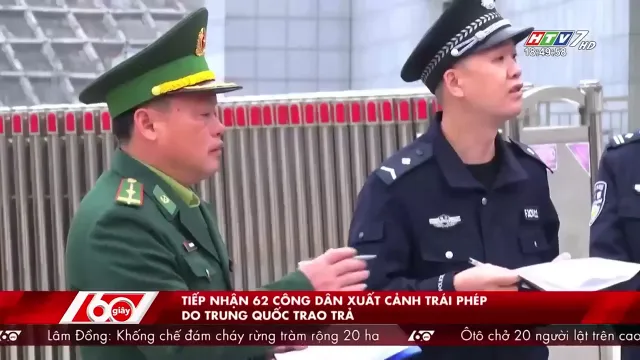 HTV7 HD
18:49:58
60 giây
TIẾP NHẬN 62 CÔNG DÂN XUẤT CẢNH TRÁI PHÉP
DO TRUNG QUỐC TRAO TRẢ
Lâm Đồng: Khống chế đám cháy rừng tràm rộng 20 ha 60 Ôtô chở 20 người lật trên cao